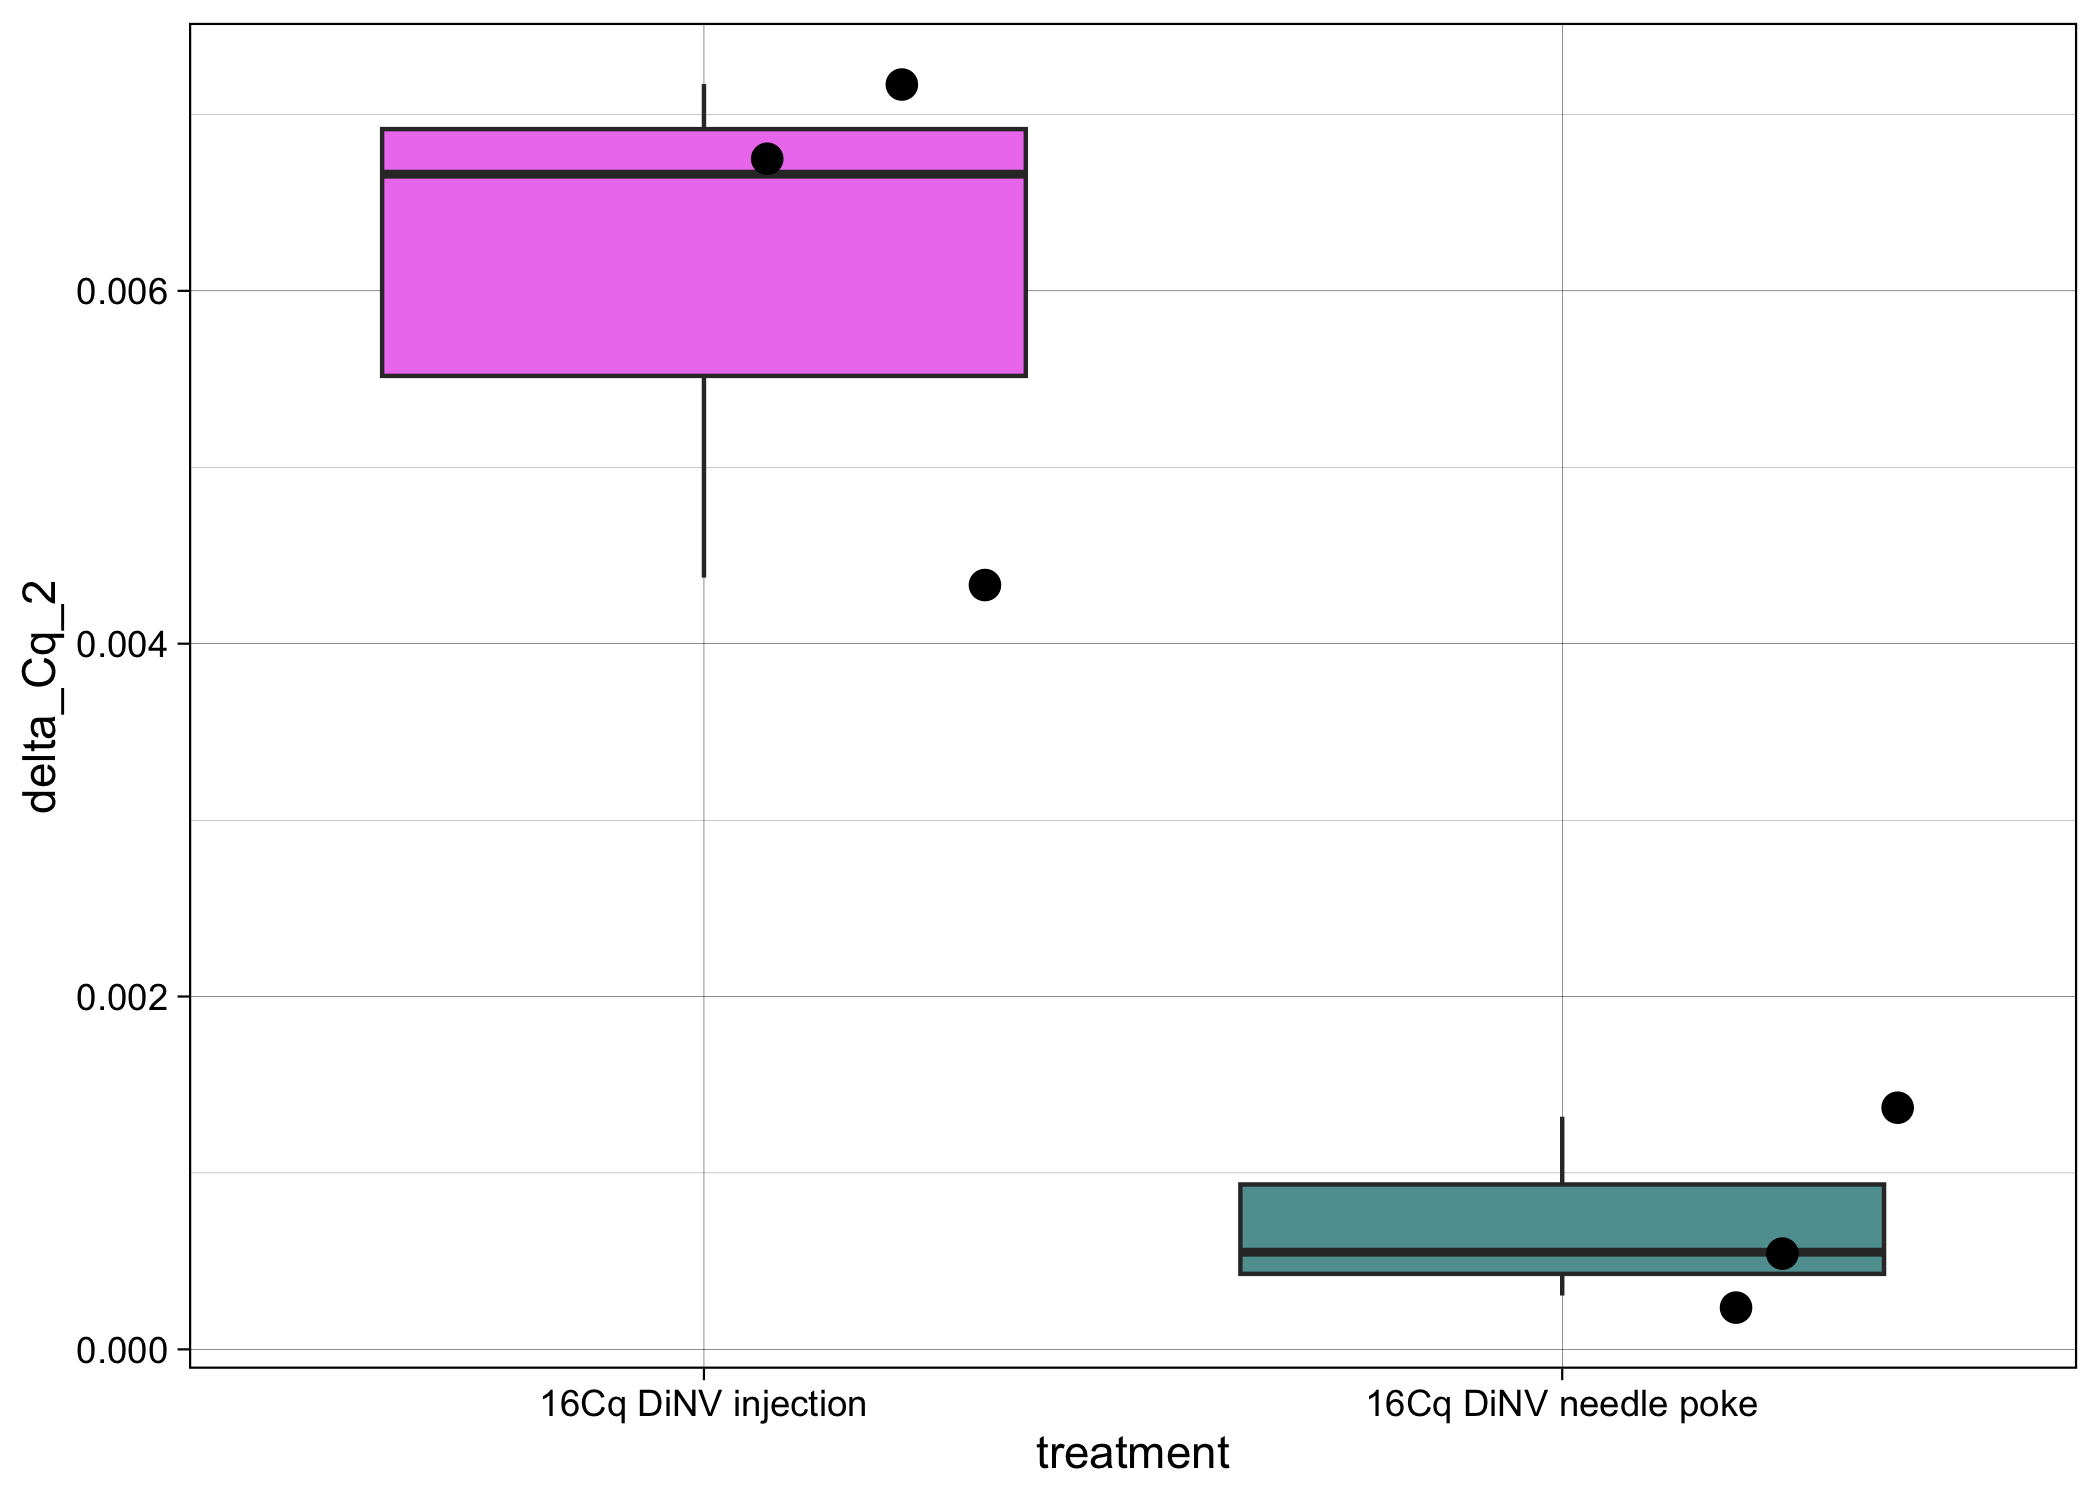 delta_Cq_2
0.006
0.004
0.002
0.000
16Cq DiNV injection
16Cq DiNV needle poke
treatment